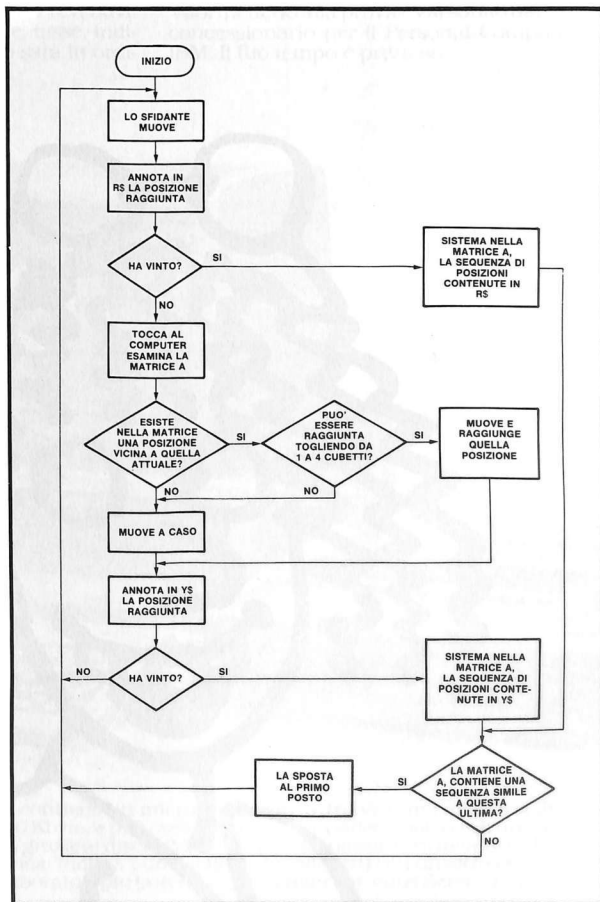 INIZIO
LO SFIDANTE
MUOVE
ANNOTA IN
R$ LA POSIZIONE
RAGGIUNTA
HA VINTO?
SI
SISTEMA NELLA
MATRICE A,
LA SEQUENZA DI
POSIZIONI
CONTENUTE IN
R$
NO
TOCCA AL
COMPUTER
ESAMINA LA
MATRICE A
ESISTE
NELLA MATRICE
UNA POSIZIONE
VICINA A QUELLA
ATTUALE?
SI
PUO'
ESSERE
RAGGIUNTA
TOGLIENDO DA
1 A 4 CUBETTI?
SI
MUOVE E
RAGGIUNGE
QUELLA
POSIZIONE
NO
NO
MUOVE A CASO
ANNOTA IN Y$
LA POSIZIONE
RAGGIUNTA
NO
HA VINTO?
SI
SISTEMA NELLA
MATRICE A,
LA SEQUENZA DI
POSIZIONI CONTE-
NUTE IN Y$
LA SPOSTA
AL PRIMO
POSTO
SI
LA MATRICE
A, CONTIENE UNA
SEQUENZA SIMILE
A QUESTA
ULTIMA?
NO